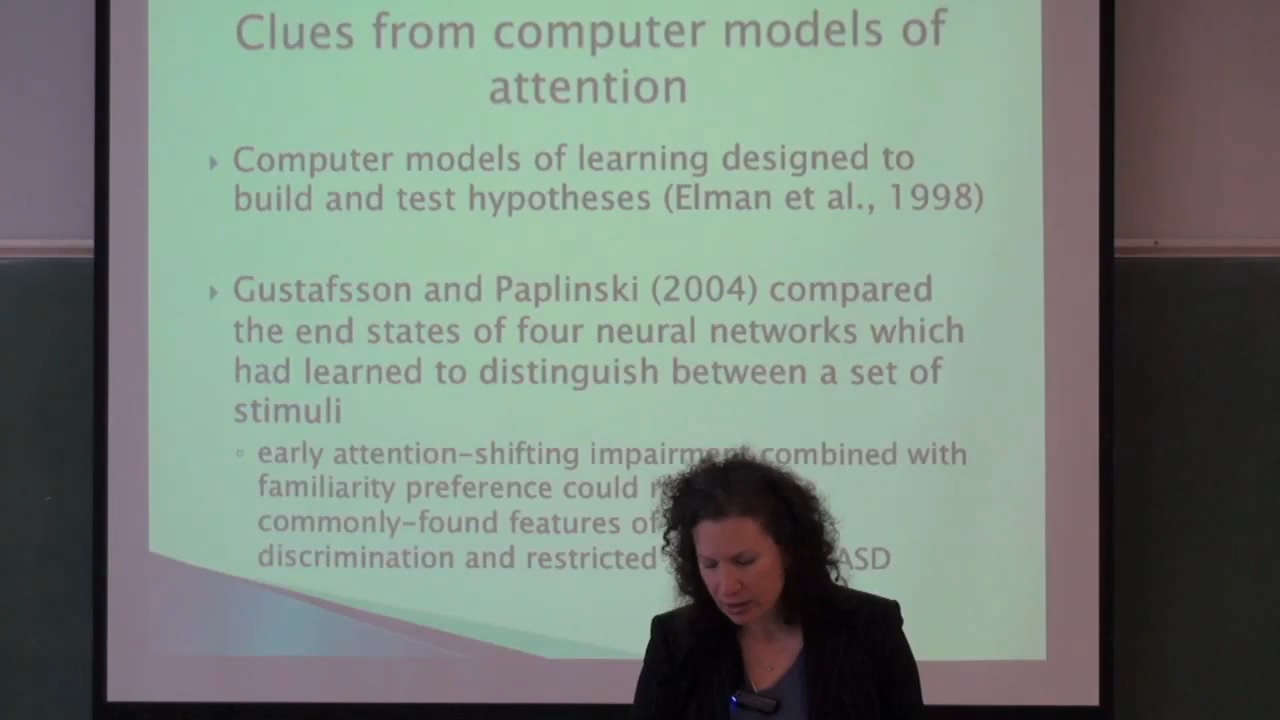 Clues from computer models of
attention
Computer models of learning designed to
build and test hypotheses (Elman et al., 1998)
Gustafsson and Paplinski (2004) compared
the end states of four neural networks which
had learned to distinguish between a set of
stimuli
early attention-shifting impairment combined with
familiarity preference could
commonly-found features of
discrimination and restricted ASD